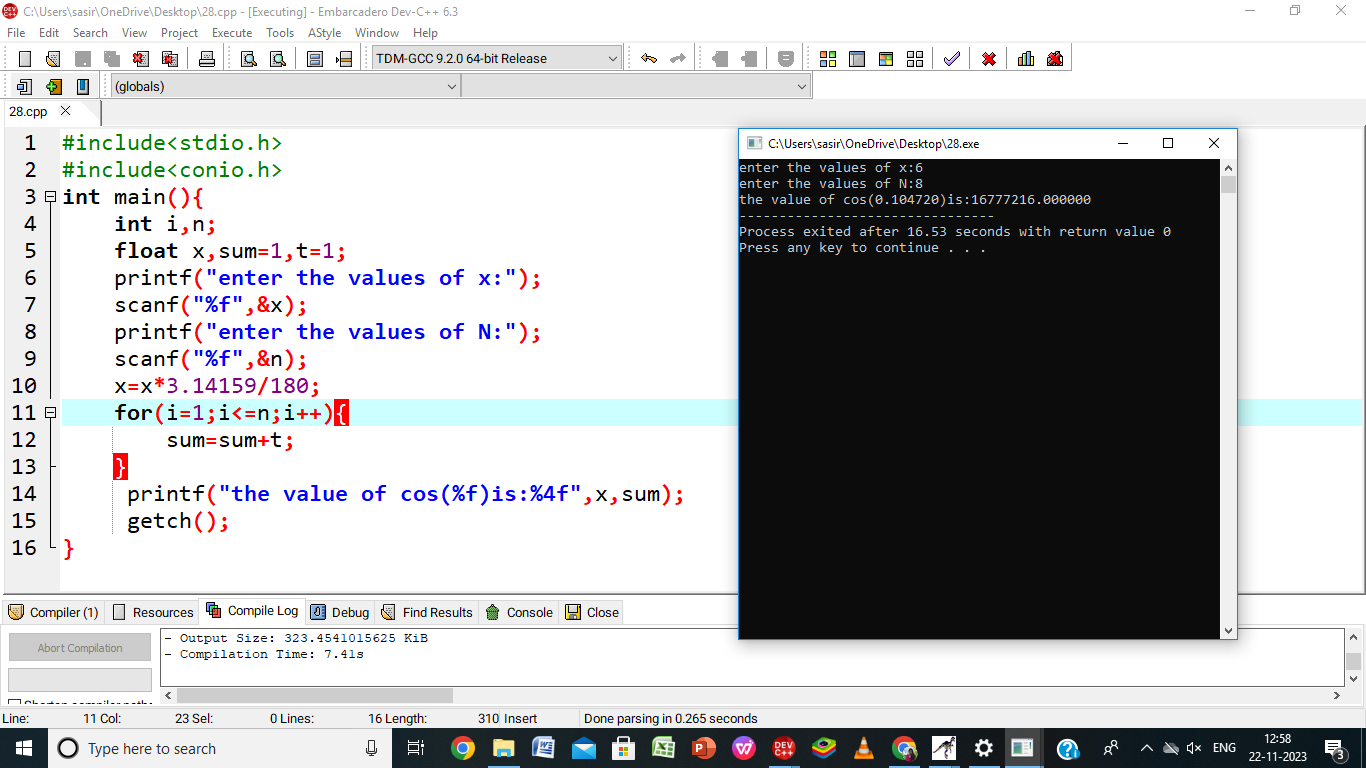 C:\Users\sasir\OneDrive\Desktop\28.cpp - [Executing] - Embarcadero Dev-C++ 6.3
File Edit Search View Project Execute Tools AStyle Window Help
TDM-GCC 9.2.0 64-bit Release
(globals)
28.cpp
1 #include<stdio.h>
2 #include<conio.h>
3 int main(){
4 int i,n;
5 float x,sum=1,t=1;
6 printf("enter the values of x:");
7 scanf("%f",&x);
8 printf("enter the values of N:");
9 scanf("%f",&n);
10 x=x*3.14159/180;
11 for(i=1;i<=n;i++){
12 sum=sum+t;
13 }
14 printf("the value of cos(%f)is:%4f",x,sum);
15 getch();
16 }
C:\Users\sasir\OneDrive\Desktop\28.exe
enter the values of x:6
enter the values of N:8
the value of cos(0.104720)is:16777216.000000
--------------------------------
Process exited after 16.53 seconds with return value 0
Press any key to continue . . .
Compiler (1) Resources Compile Log Debug Find Results Console Close
Abort Compilation
- Output Size: 323.4541015625 KiB
- Compilation Time: 7.41s
Line: 11 Col: 23 Sel: 0 Lines: 16 Length: 310 Insert Done parsing in 0.265 seconds
Type here to search
ENG
12:58
22-11-2023
3